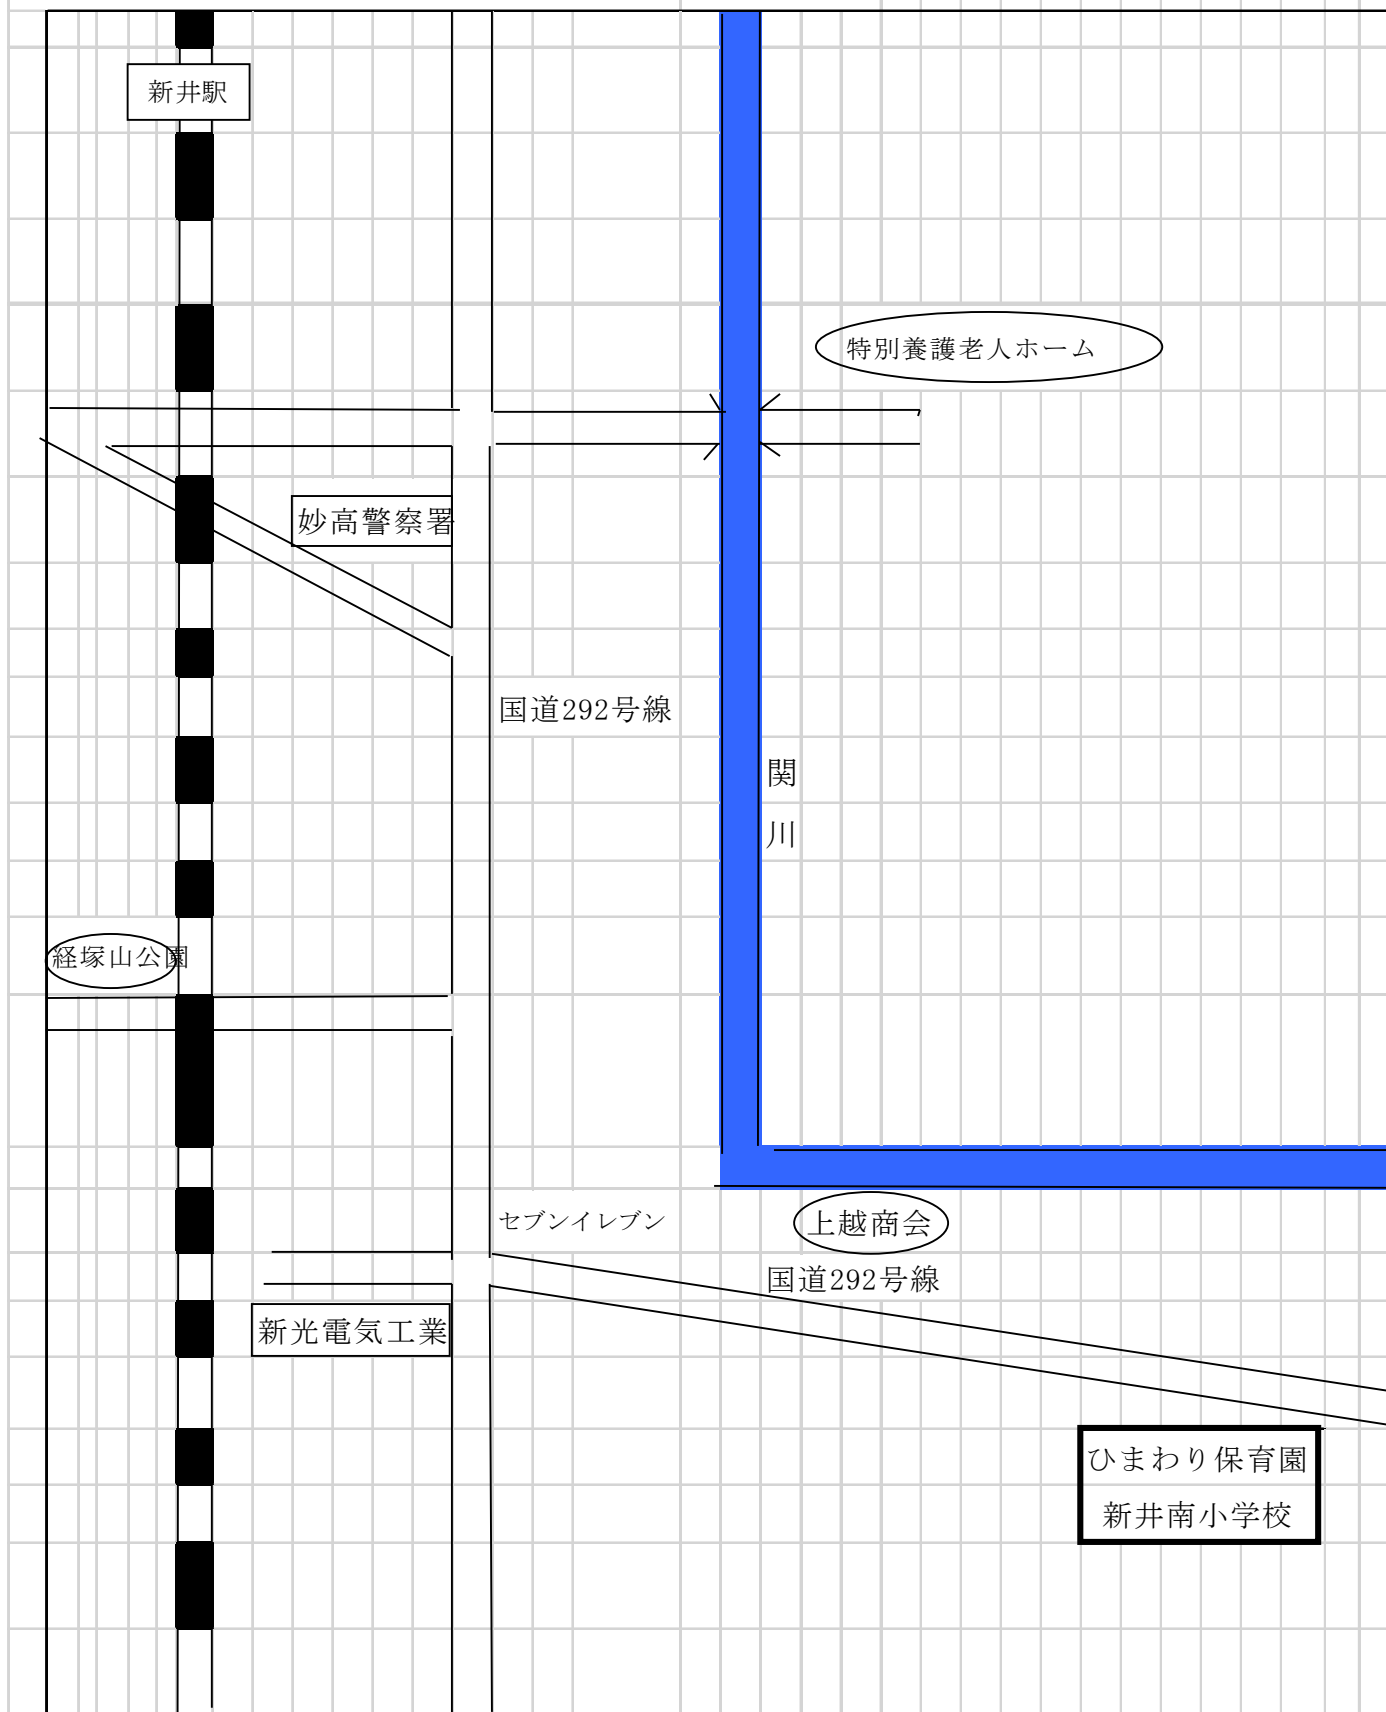 新井駅
特別養護老人ホーム
妙高警察署
国道292号線
関
川
経塚山公園
セブンイレブン
上越商会
国道292号線
新光電気工業
ひまわり保育園
新井南小学校